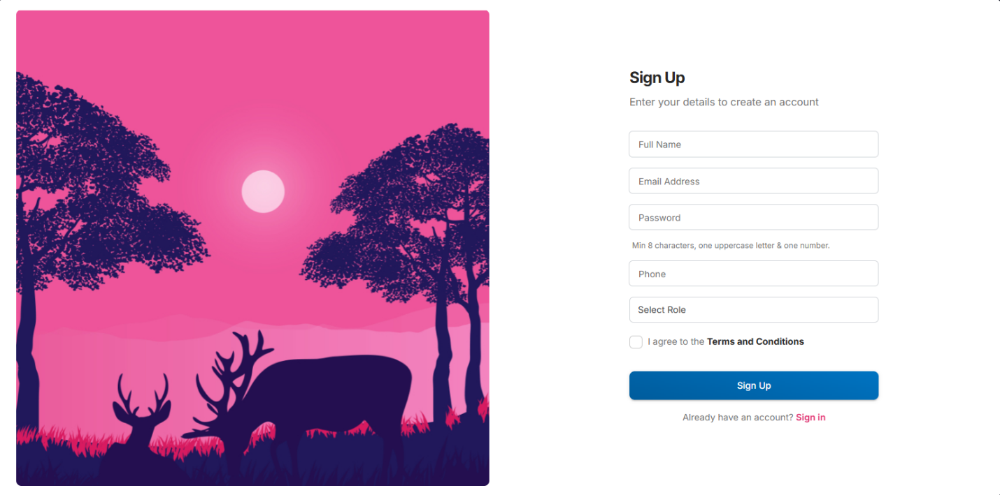 Sign Up
Enter your details to create an account
Full Name
Email Address
Password
Min 8 characters, one uppercase letter & one number.
Phone
Select Role
I agree to the Terms and Conditions
Sign Up
Already have an account? Sign in